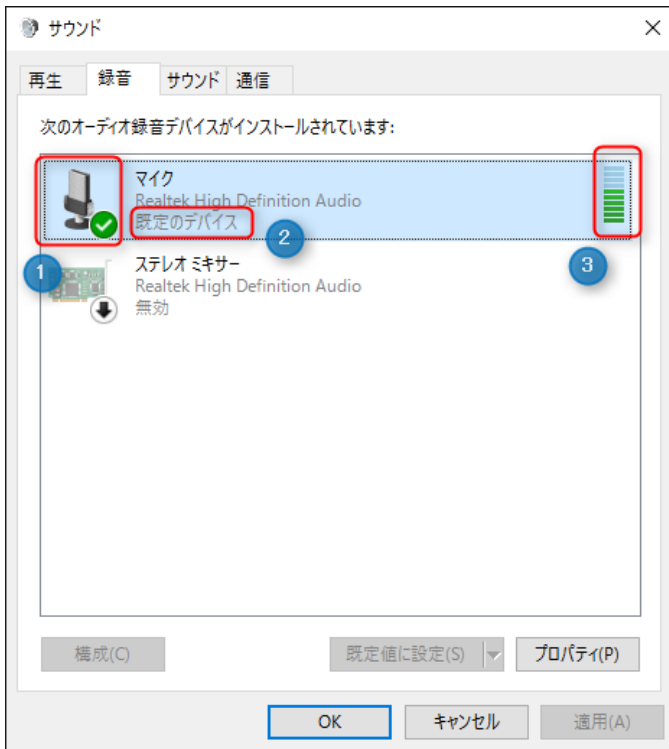 サウンド
再生 録音 サウンド 通信
次のオーディオ録音デバイスがインストールされています:
マイク
Realtek High Definition Audio
既定のデバイス
2
3
1
ステレオ ミキサー
Realtek High Definition Audio
無効
構成(C) 既定値に設定(S) プロパティ(P)
OK キャンセル 適用(A)